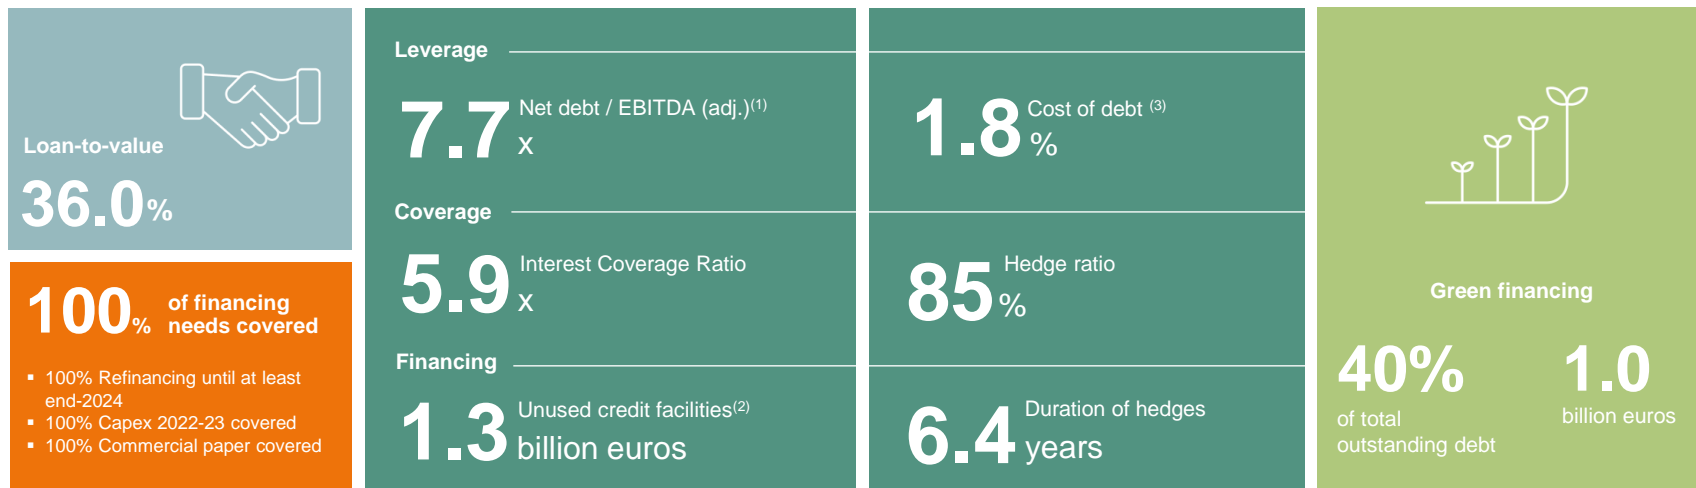 Loan-to-value
36.0%
100% of financing
needs covered
▪ 100% Refinancing until at least
end-2024
▪ 100% Capex 2022-23 covered
▪ 100% Commercial paper covered
Leverage
7.7 x Net debt / EBITDA (adj.)(1)
1.8 % Cost of debt (3)
Coverage
5.9 x Interest Coverage Ratio
85 % Hedge ratio
Financing
1.3 Unused credit facilities(2)
billion euros
6.4 Duration of hedges
years
Green financing
40%
of total
outstanding debt
1.0
billion euros